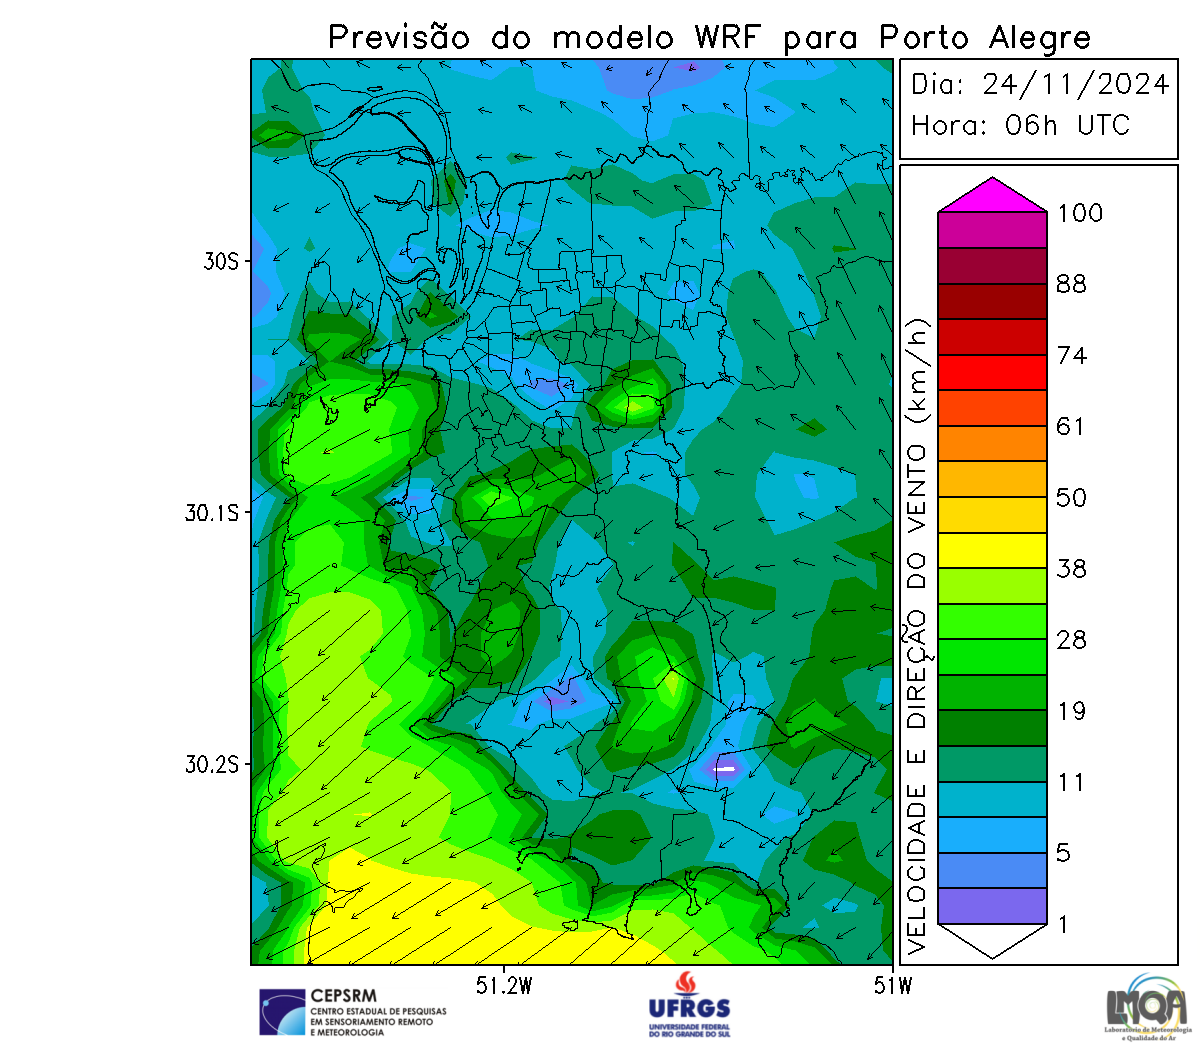 Previsão do modelo WRF para Porto Alegre
Dia: 24/11/2024
Hora: 06h UTC
100
88
74
61
50
38
28
19
11
5
1
VELOCIDADE E DIREÇÃO DO VENTO (km/h)
30S
30.1S
30.2S
51.2W
51W
CEPSRM
CENTRO ESTADUAL DE PESQUISAS
EM SENSORIAMENTO REMOTO
E METEOROLOGIA
UFRGS
UNIVERSIDADE FEDERAL
DO RIO GRANDE DO SUL
LMQA
Laboratório de Meteorologia
e Qualidade do Ar